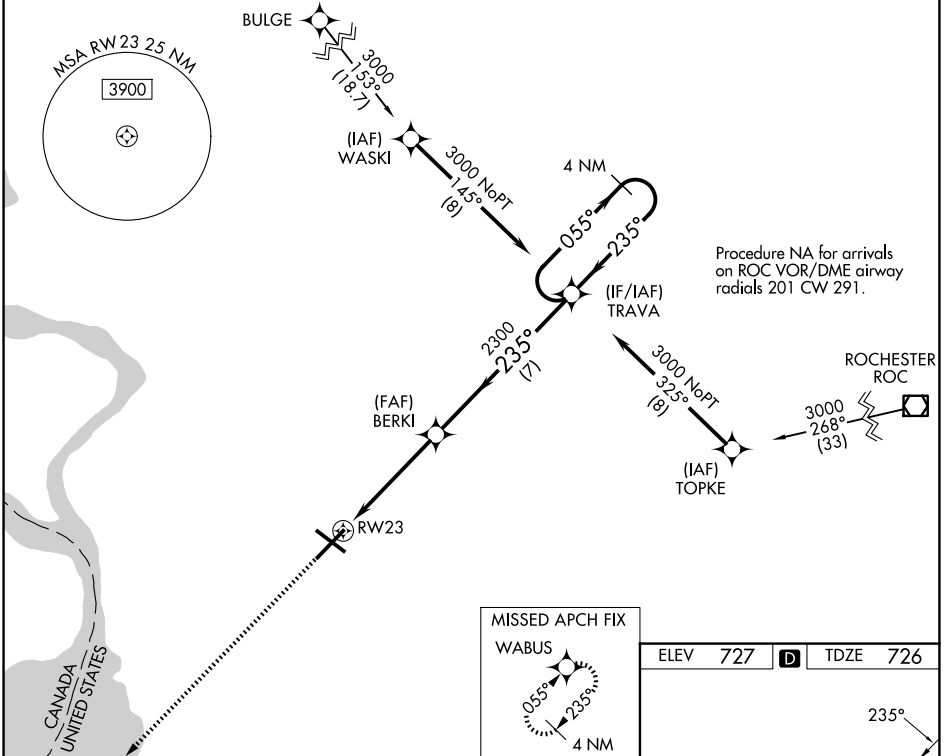 BULGE
MSA RW23 25 NM
3900
3000
153°
(18.7)
(IAF)
WASKI
3000 NoPT
145°
(8)
4 NM
055°
235°
Procedure NA for arrivals
on ROC VOR/DME airway
radials 201 CW 291.
(IF/IAF)
TRAVA
2300
235°
(7)
3000 NoPT
325°
(8)
ROCHESTER
ROC
3000
268°
(33)
(FAF)
BERKI
(IAF)
TOPKE
RW23
MISSED APCH FIX
WABUS
055°
235°
4 NM
ELEV 727 D TDZE 726
235°
CANADA
UNITED STATES